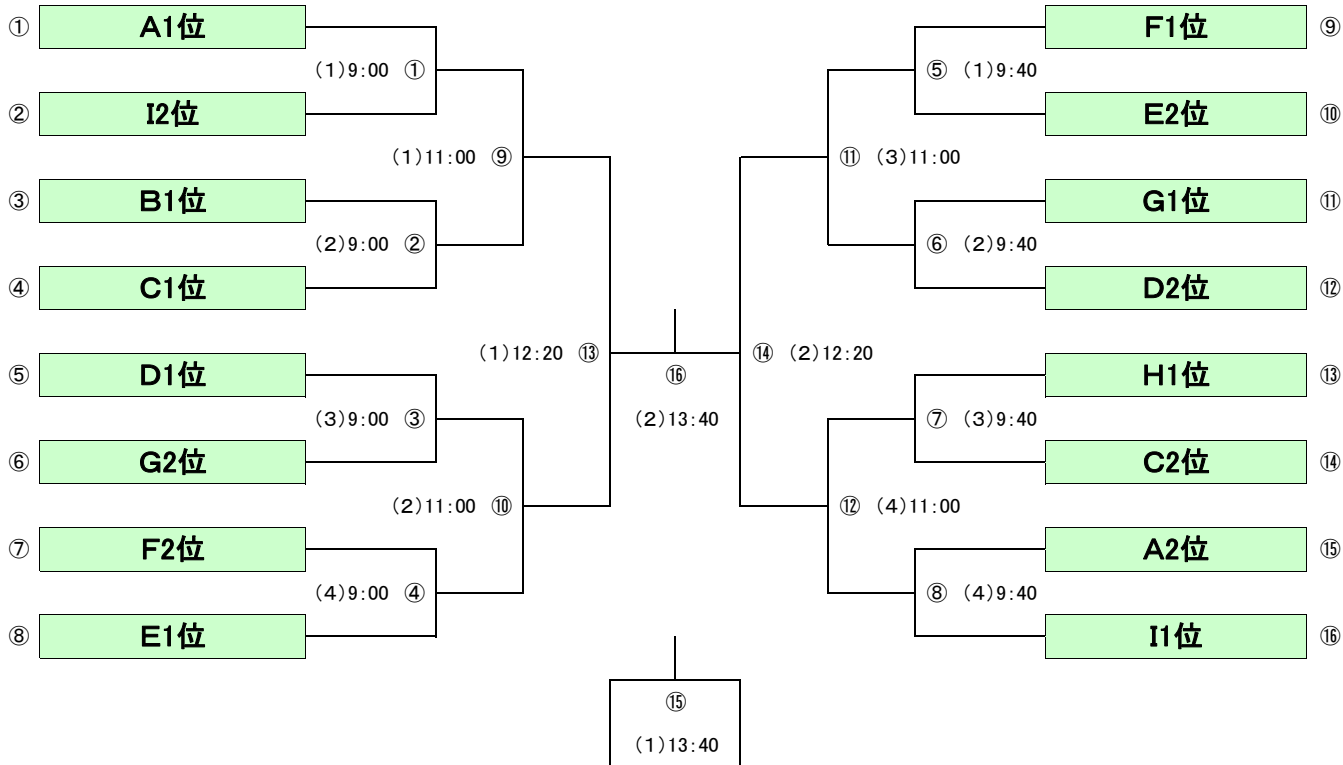 ① A1位
(1)9:00 ①
② I2位
(1)11:00 ⑨
③ B1位
(2)9:00 ②
④ C1位
(1)12:20 ⑬
⑤ D1位
(3)9:00 ③
⑥ G2位
(2)11:00 ⑩
⑦ F2位
(4)9:00 ④
⑧ E1位
⑯
(2)13:40
⑮
(1)13:40
F1位 ⑨
⑤ (1)9:40
E2位 ⑩
⑪ (3)11:00
G1位 ⑪
⑥ (2)9:40
D2位 ⑫
⑭ (2)12:20
H1位 ⑬
⑦ (3)9:40
C2位 ⑭
⑫ (4)11:00
A2位 ⑮
⑧ (4)9:40
I1位 ⑯